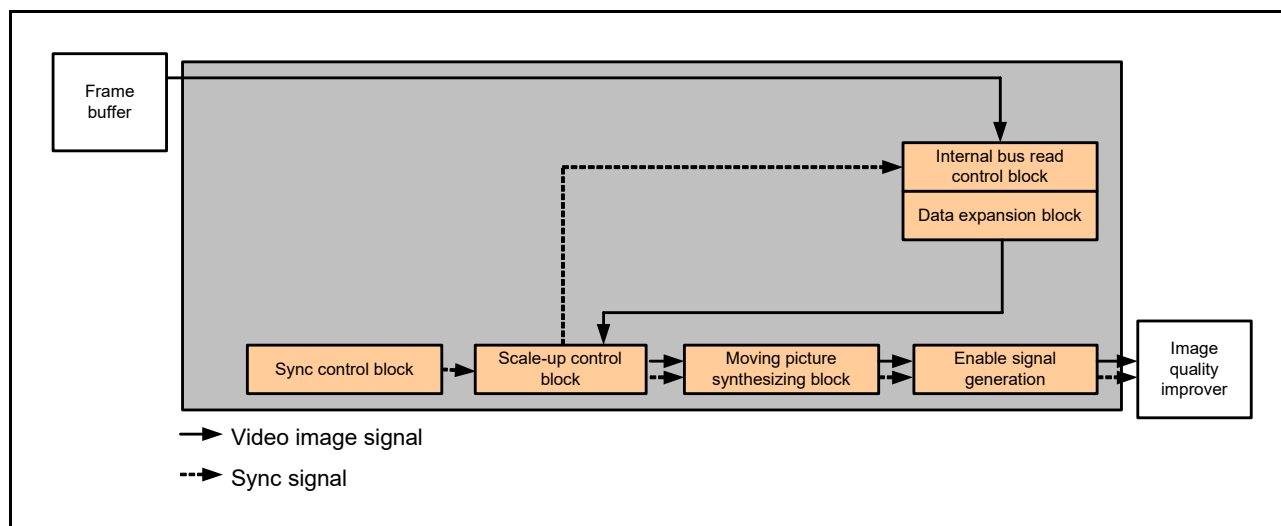 Frame
buffer
Internal bus read
control block
Data expansion block
Sync control block
Scale-up control
block
Moving picture
synthesizing block
Enable signal
generation
Image
quality
improver
Video image signal
Sync signal